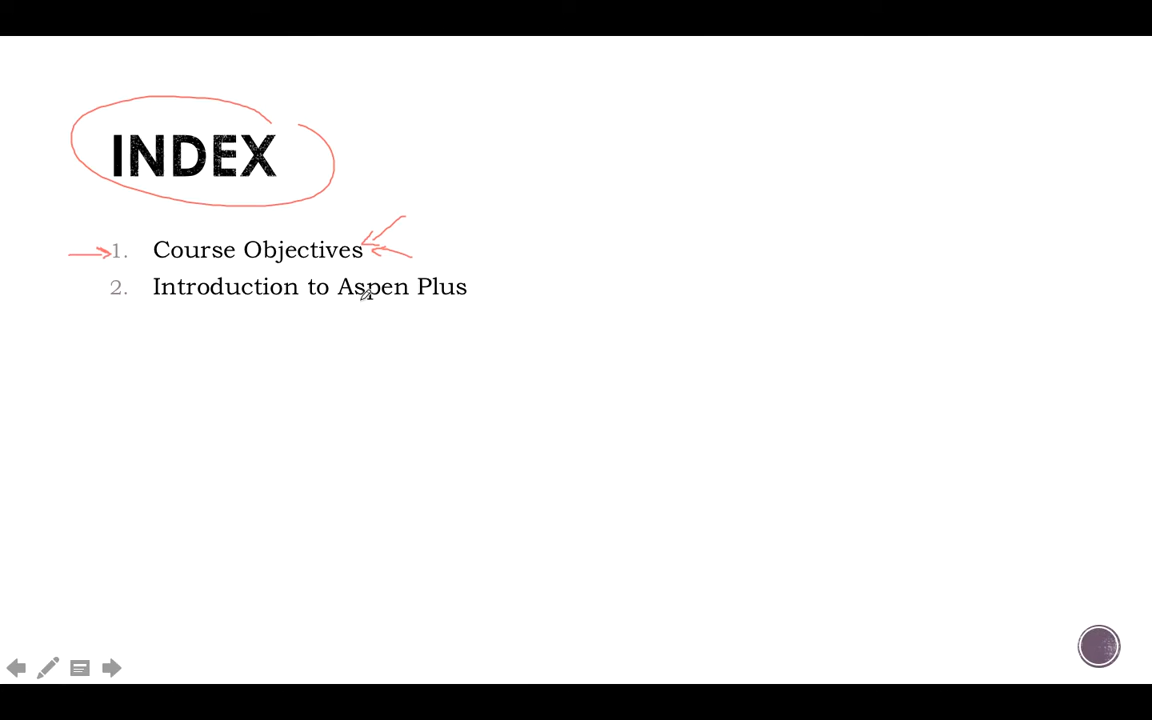 INDEX
1. Course Objectives
2. Introduction to Aspen Plus